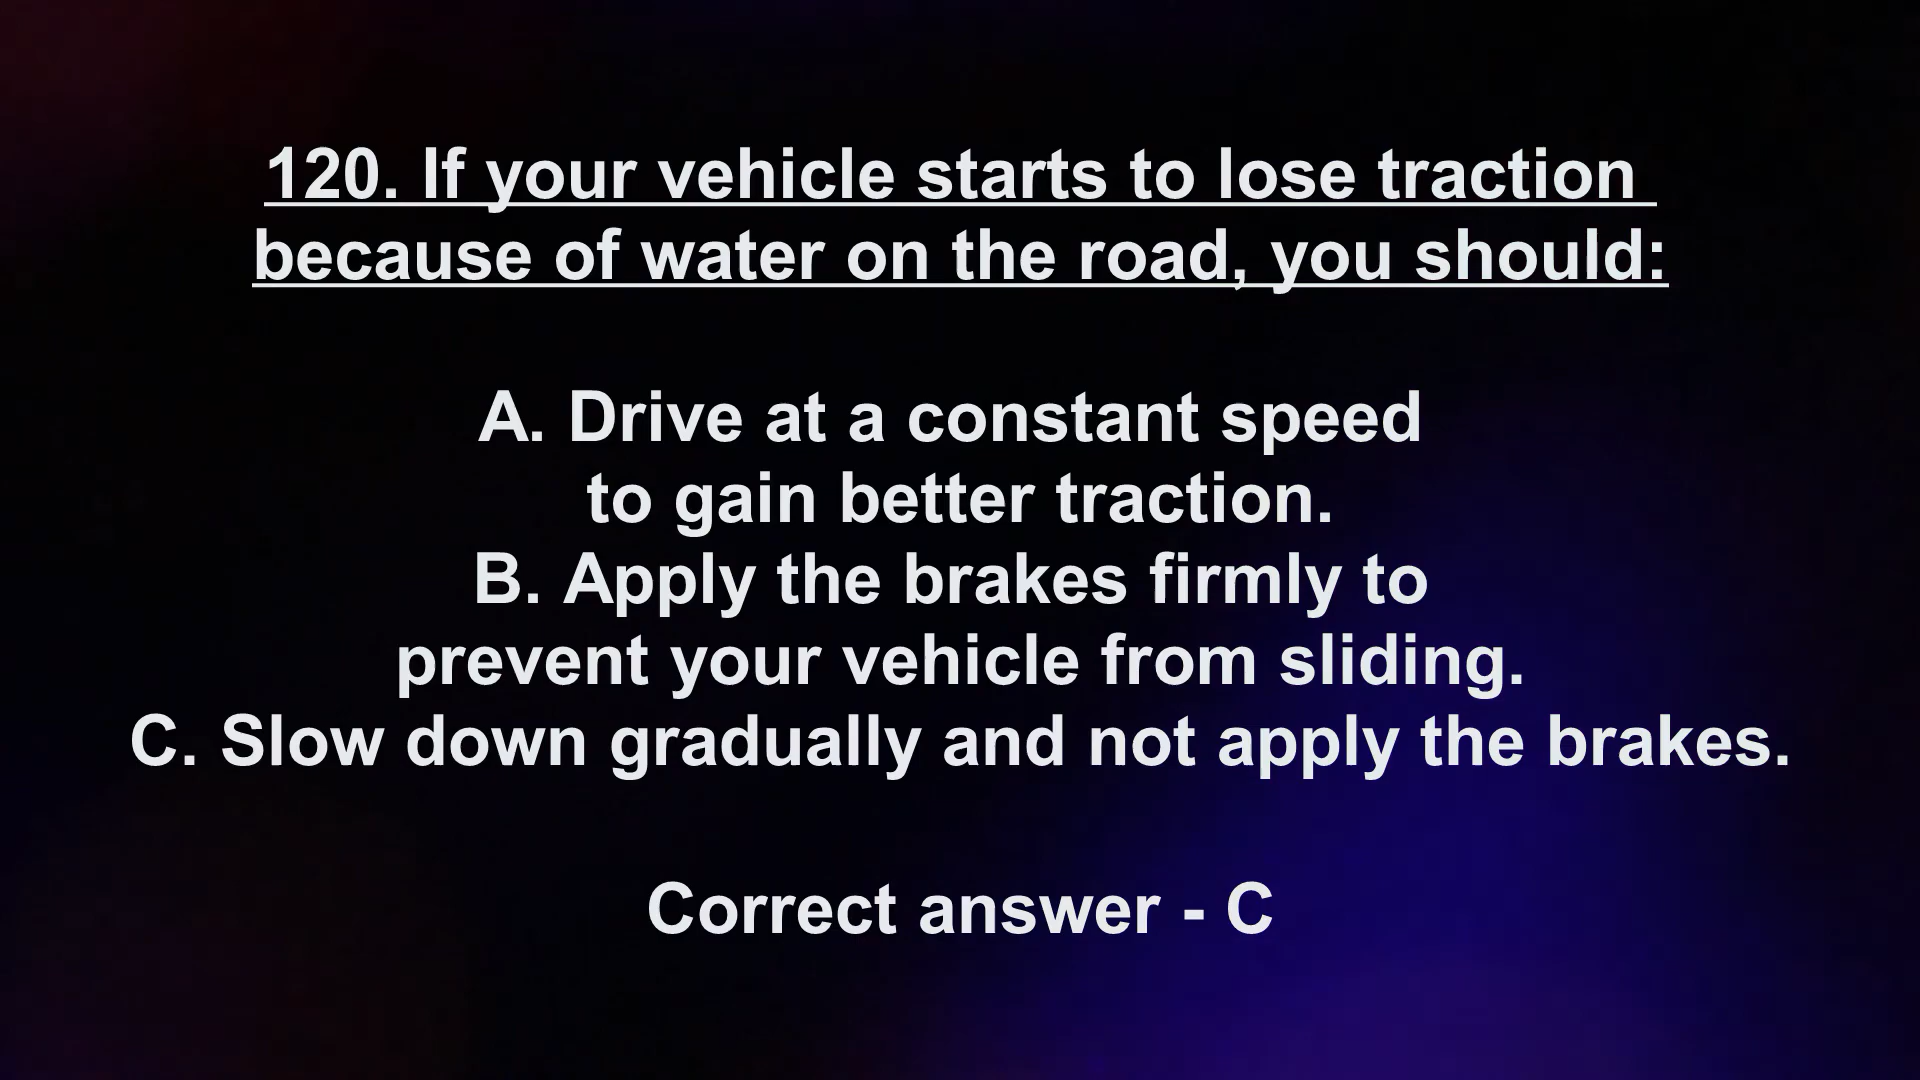 120. If your vehicle starts to lose traction
because of water on the road, you should:
A. Drive at a constant speed
to gain better traction.
B. Apply the brakes firmly to
prevent your vehicle from sliding.
C. Slow down gradually and not apply the brakes.
Correct answer - C